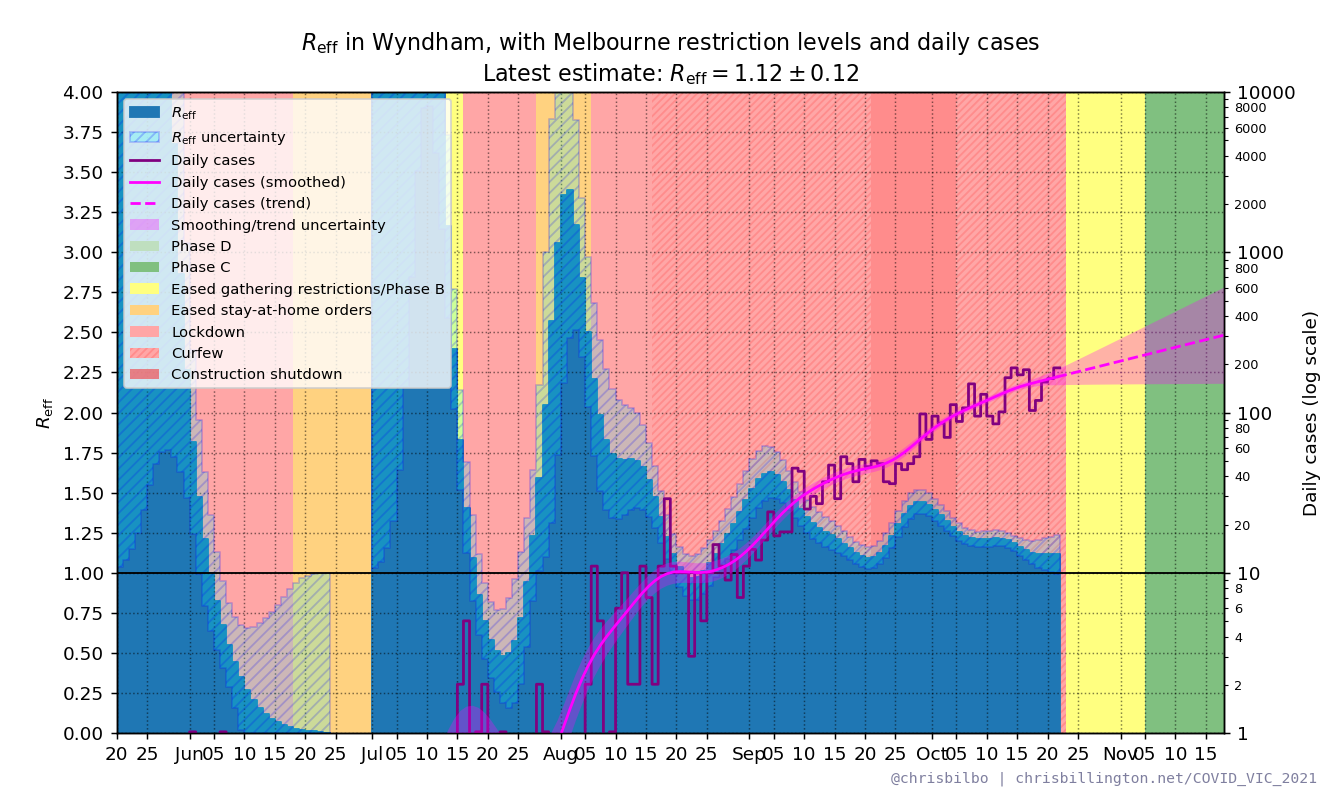 Reff in Wyndham, with Melbourne restriction levels and daily cases
Latest estimate: Reff = 1.12 ± 0.12
4.00
3.75
3.50
3.25
3.00
2.75
2.50
2.25
2.00
1.75
1.50
1.25
1.00
0.75
0.50
0.25
0.00
Reff
Reff
Reff uncertainty
Daily cases
Daily cases (smoothed)
Daily cases (trend)
Smoothing/trend uncertainty
Phase D
Phase C
Eased gathering restrictions/Phase B
Eased stay-at-home orders
Lockdown
Curfew
Construction shutdown
10000
8000
6000
4000
2000
1000
800
600
400
200
100
80
60
40
20
10
8
6
4
2
1
Daily cases (log scale)
20 25 Jun 05 10 15 20 25 Jul 05 10 15 20 25 Aug 05 10 15 20 25 Sep 05 10 15 20 25 Oct 05 10 15 20 25 Nov 05 10 15
@chrisbilbo | chrisbillington.net/COVID_VIC_2021